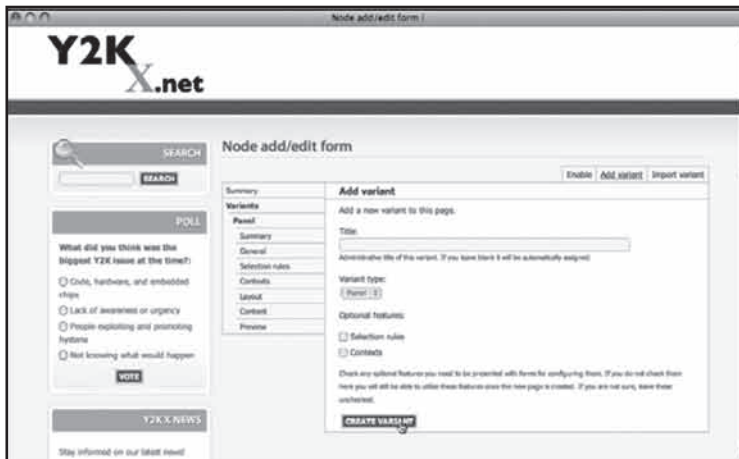 Node add/edit form |
Y2K
X.net
SEARCH
SEARCH
POLL
What did you think was the
biggest Y2K issue at the time?:
Code, hardware, and embedded
chips
Lack of awareness or urgency
People exploiting and promoting
hysteria
Not knowing what would happen
VOTE
Y2K X NEWS
Stay informed on our latest news!
Node add/edit form
Enable Add variant Import variant
Summary
Variants
Panel
Summary
General
Selection rules
Contexts
Layout
Content
Preview
Add variant
Add a new variant to this page.
Title:
Administrative title of this variant. If you leave blank it will be automatically assigned.
Variant type:
Panel
Optional features:
Selection rules
Contexts
Check any optional features you need to be presented with forms for configuring them. If you do not check them
here you will still be able to utilize these features once the new page is created. If you are not sure, leave these
unchecked.
CREATE VARIANT